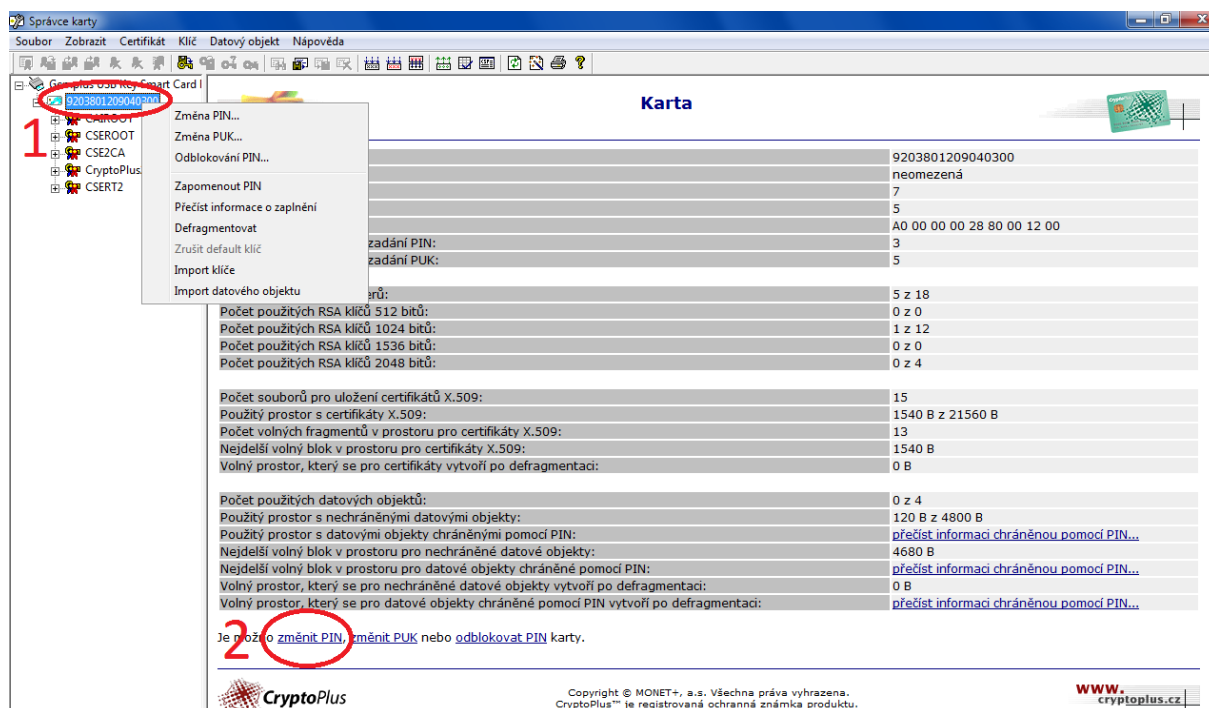 Správce karty
Soubor Zobrazit Certifikát Klíč Datový objekt Nápověda
Gemplus USB Key Smart Card
9203801209040300
CAIROOT
CSEROOT
CSE2CA
CryptoPlus
CSERT2
1
Změna PIN...
Změna PUK...
Odblokování PIN...
Zapomenout PIN
Přečíst informace o zaplnění
Defragmentovat
Zrušit default klíč
Import klíče
Import datového objektu
Karta
9203801209040300
neomezená
7
5
A0 00 00 00 28 80 00 12 00
zadání PIN: 3
zadání PUK: 5
5 z 18
Počet použitých RSA klíčů 512 bitů: 0 z 0
Počet použitých RSA klíčů 1024 bitů: 1 z 12
Počet použitých RSA klíčů 1536 bitů: 0 z 0
Počet použitých RSA klíčů 2048 bitů: 0 z 4
Počet souborů pro uložení certifikátů X.509: 15
Použitý prostor s certifikáty X.509: 1540 B z 21560 B
Počet volných fragmentů v prostoru pro certifikáty X.509: 13
Nejdelší volný blok v prostoru pro certifikáty X.509: 1540 B
Volný prostor, který se pro certifikáty vytvoří po defragmentaci: 0 B
Počet použitých datových objektů: 0 z 4
Použitý prostor s nechráněnými datovými objekty: 120 B z 4800 B
Použitý prostor s datovými objekty chráněnými pomocí PIN: přečíst informaci chráněnou pomocí PIN...
Nejdelší volný blok v prostoru pro nechráněné datové objekty: 4680 B
Nejdelší volný blok v prostoru pro datové objekty chráněné pomocí PIN: přečíst informaci chráněnou pomocí PIN...
Volný prostor, který se pro nechráněné datové objekty vytvoří po defragmentaci: 0 B
Volný prostor, který se pro datové objekty chráněné pomocí PIN vytvoří po defragmentaci: přečíst informaci chráněnou pomocí PIN...
Je možno změnit PIN, změnit PUK nebo odblokovat PIN karty.
2
CryptoPlus
Copyright © MONET+, a.s. Všechna práva vyhrazena.
CryptoPlus™ je registrovaná ochranná známka produktu.
www.
cryptoplus.cz